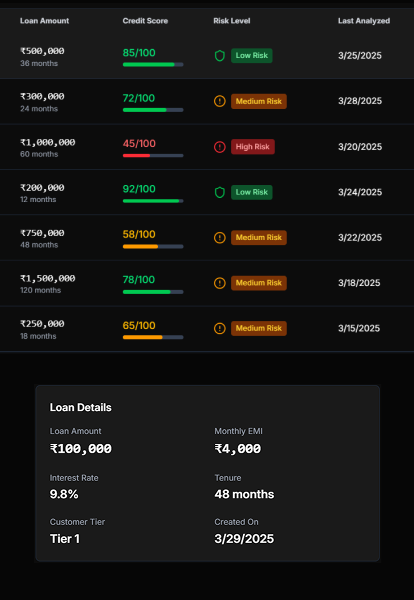 Loan Amount Credit Score Risk Level Last Analyzed
₹500,000 85/100 Low Risk 3/25/2025
36 months
₹300,000 72/100 Medium Risk 3/28/2025
24 months
₹1,000,000 45/100 High Risk 3/20/2025
60 months
₹200,000 92/100 Low Risk 3/24/2025
12 months
₹750,000 58/100 Medium Risk 3/22/2025
48 months
₹1,500,000 78/100 Medium Risk 3/18/2025
120 months
₹250,000 65/100 Medium Risk 3/15/2025
18 months
Loan Details
Loan Amount Monthly EMI
₹100,000 ₹4,000
Interest Rate Tenure
9.8% 48 months
Customer Tier Created On
Tier 1 3/29/2025